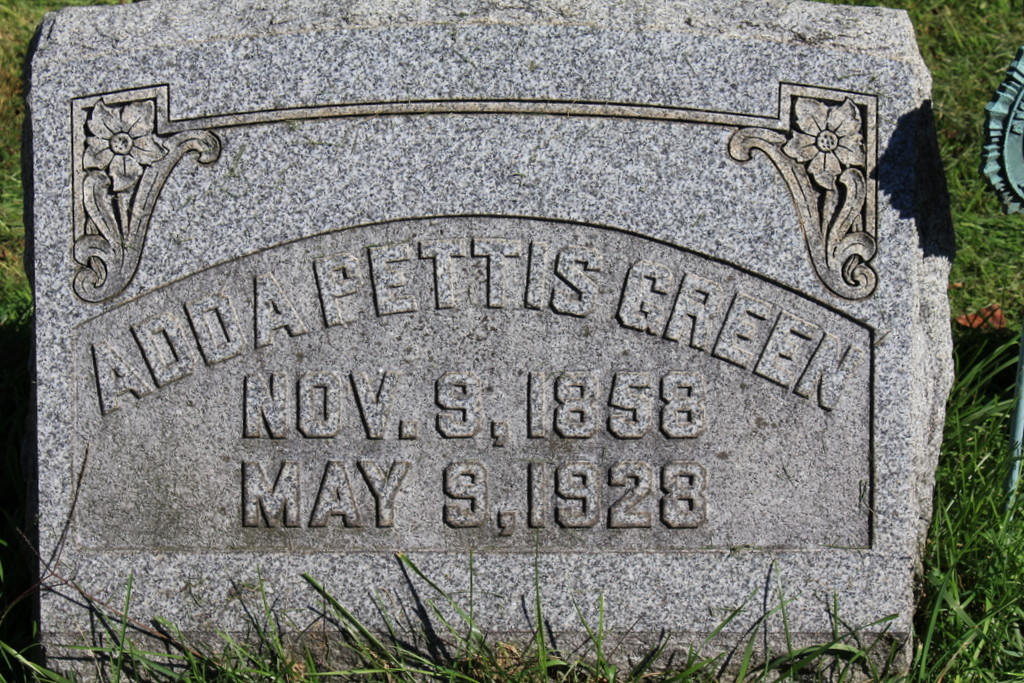 ADDA PETTIS GREEN
NOV. 9, 1858
MAY 9, 1928